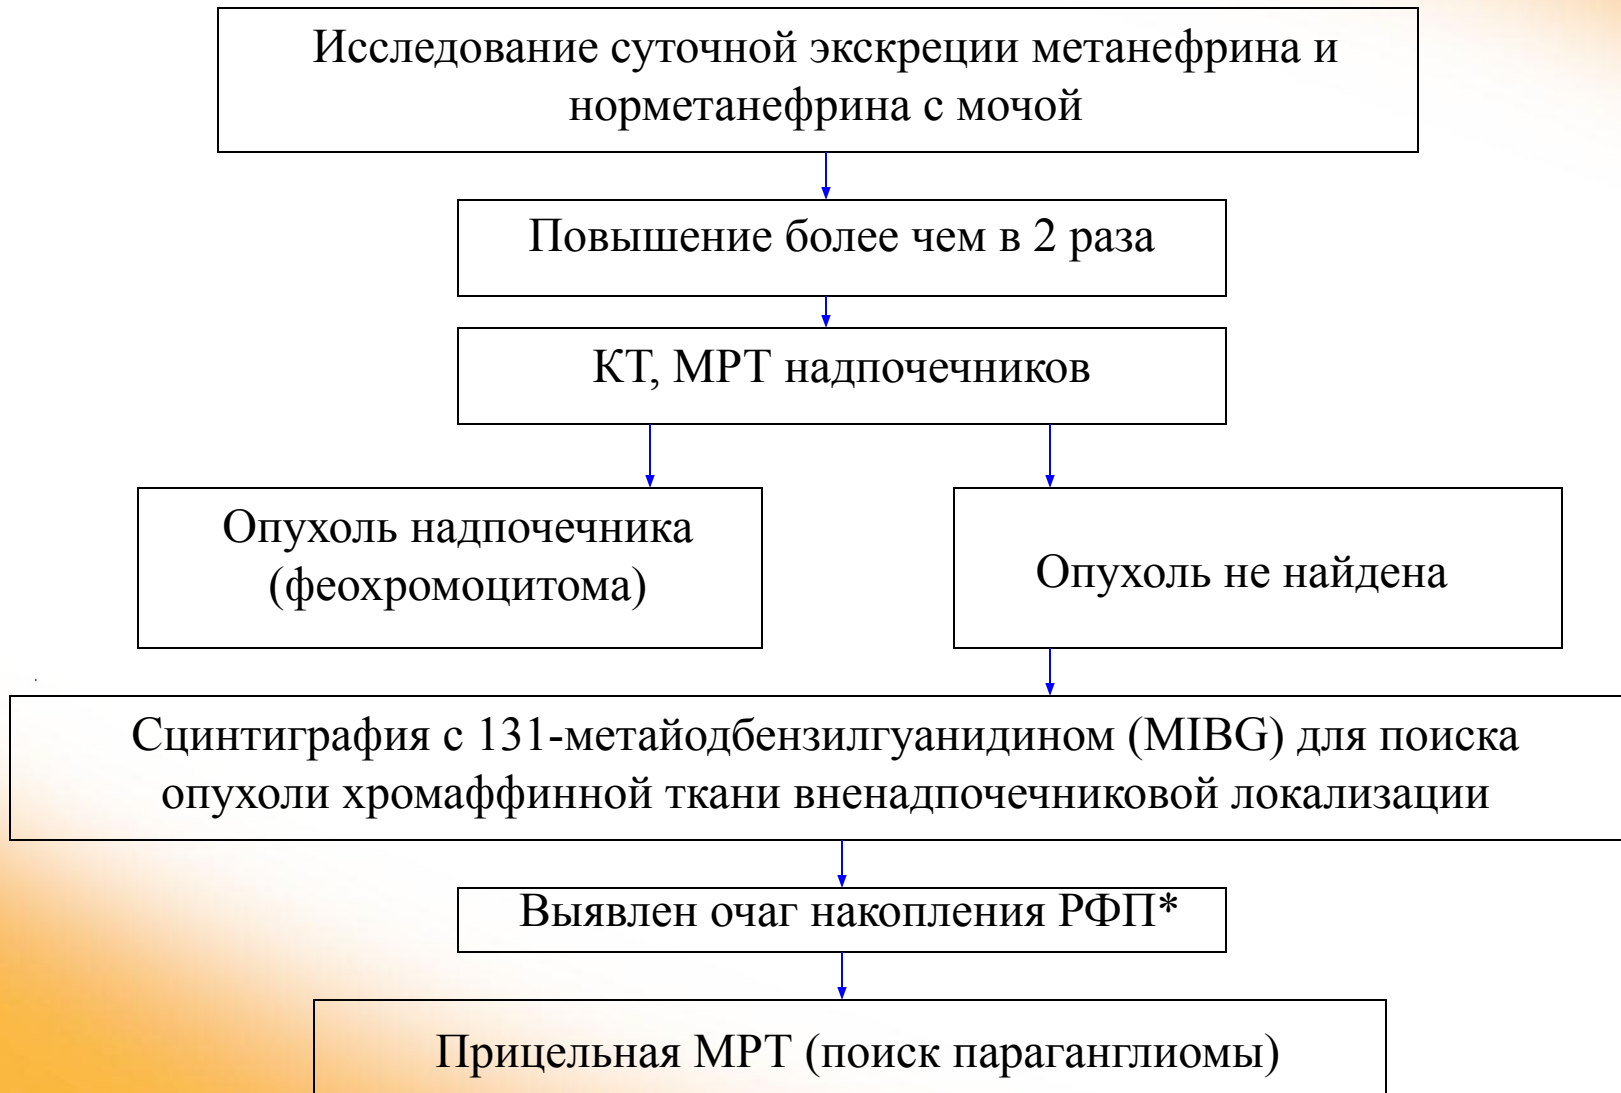 Исследование суточной экскреции метанефрина и
норметанефрина с мочой
Повышение более чем в 2 раза
КТ, МРТ надпочечников
Опухоль надпочечника
(феохромоцитома)
Опухоль не найдена
Сцинтиграфия с 131-метайодбензилгуанидином (MIBG) для поиска
опухоли хромаффинной ткани вненадпочечниковой локализации
Выявлен очаг накопления РФП*
Прицельная МРТ (поиск параганглиомы)